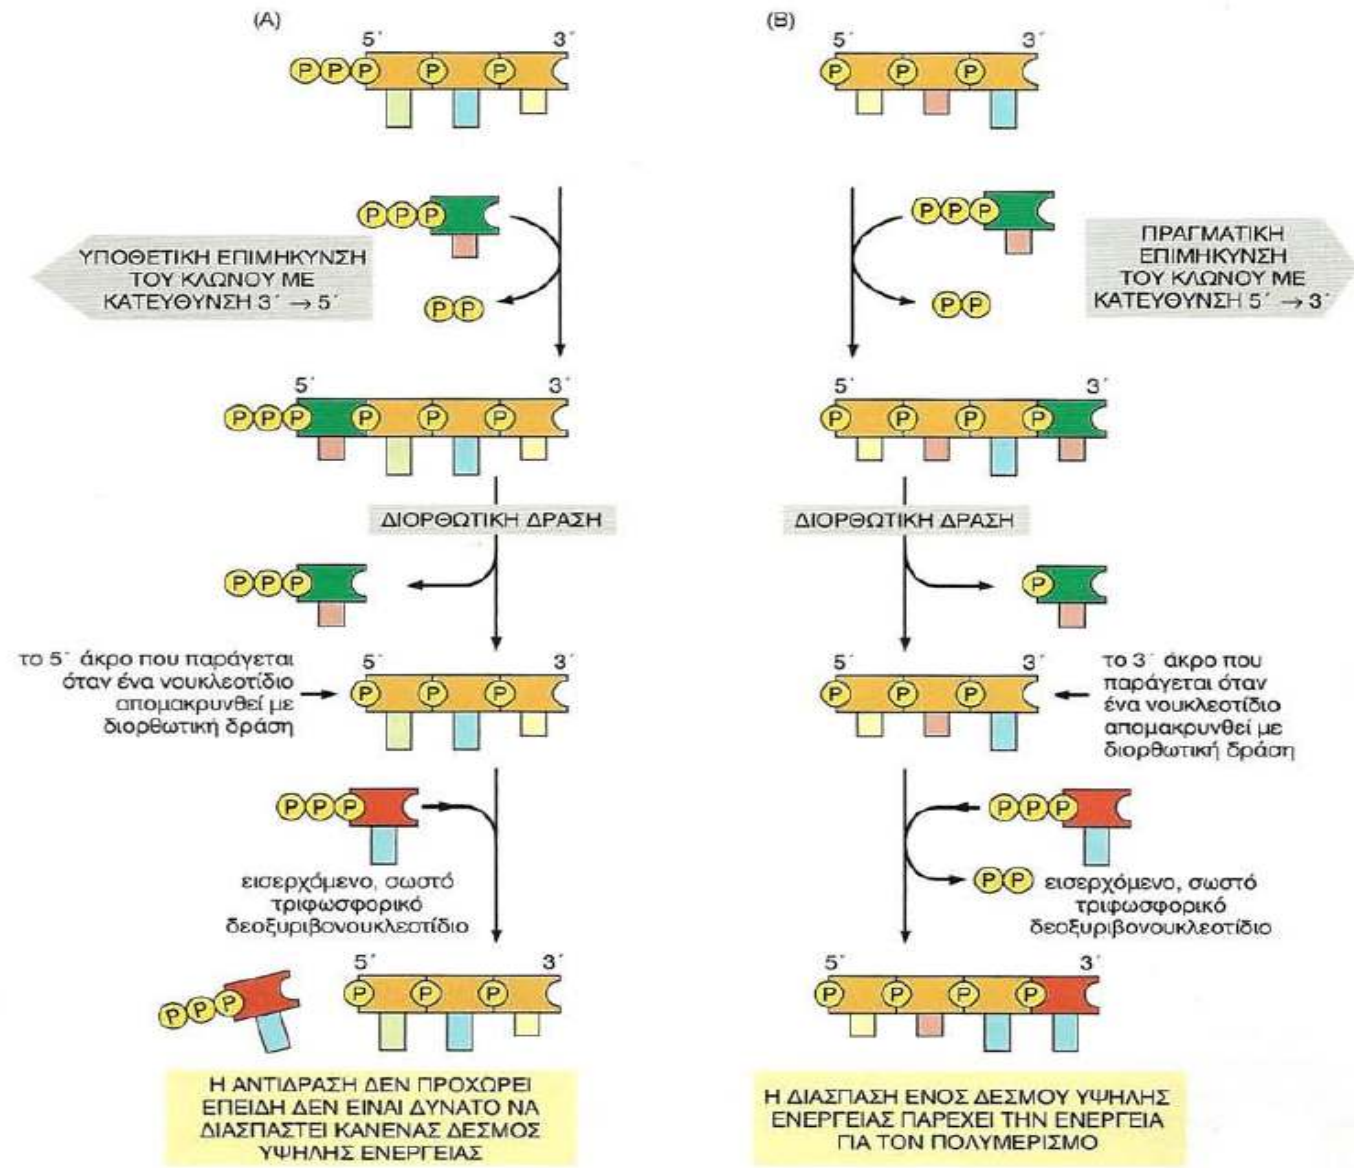 (A)
5´ 3´
P P P P P
P P P
ΥΠΟΘΕΤΙΚΗ ΕΠΙΜΗΚΥΝΣΗ
ΤΟΥ ΚΛΩΝΟΥ ΜΕ
ΚΑΤΕΥΘΥΝΣΗ 3´ → 5´
P P
5´ 3´
P P P P P P
ΔΙΟΡΘΩΤΙΚΗ ΔΡΑΣΗ
P P P
το 5´ άκρο που παράγεται
όταν ένα νουκλεοτίδιο
απομακρυνθεί με
διορθωτική δράση
5´ 3´
P P P
P P P
εισερχόμενο, σωστό
τριφωσφορικό
δεοξυριβονουκλεοτίδιο
P P P
5´ 3´
P P P
Η ΑΝΤΙΔΡΑΣΗ ΔΕΝ ΠΡΟΧΩΡΕΙ
ΕΠΕΙΔΗ ΔΕΝ ΕΙΝΑΙ ΔΥΝΑΤΟ ΝΑ
ΔΙΑΣΠΑΣΤΕΙ ΚΑΝΕΝΑΣ ΔΕΣΜΟΣ
ΥΨΗΛΗΣ ΕΝΕΡΓΕΙΑΣ
(B)
5´ 3´
P P P
P P P
ΠΡΑΓΜΑΤΙΚΗ
ΕΠΙΜΗΚΥΝΣΗ
ΤΟΥ ΚΛΩΝΟΥ ΜΕ
ΚΑΤΕΥΘΥΝΣΗ 5´ → 3´
P P
5´ 3´
P P P P
ΔΙΟΡΘΩΤΙΚΗ ΔΡΑΣΗ
P
5´ 3´
P P P
το 3´ άκρο που
παράγεται όταν
ένα νουκλεοτίδιο
απομακρυνθεί με
διορθωτική δράση
P P P
P P
εισερχόμενο, σωστό
τριφωσφορικό
δεοξυριβονουκλεοτίδιο
5´ 3´
P P P P
Η ΔΙΑΣΠΑΣΗ ΕΝΟΣ ΔΕΣΜΟΥ ΥΨΗΛΗΣ
ΕΝΕΡΓΕΙΑΣ ΠΑΡΕΧΕΙ ΤΗΝ ΕΝΕΡΓΕΙΑ
ΓΙΑ ΤΟΝ ΠΟΛΥΜΕΡΙΣΜΟ